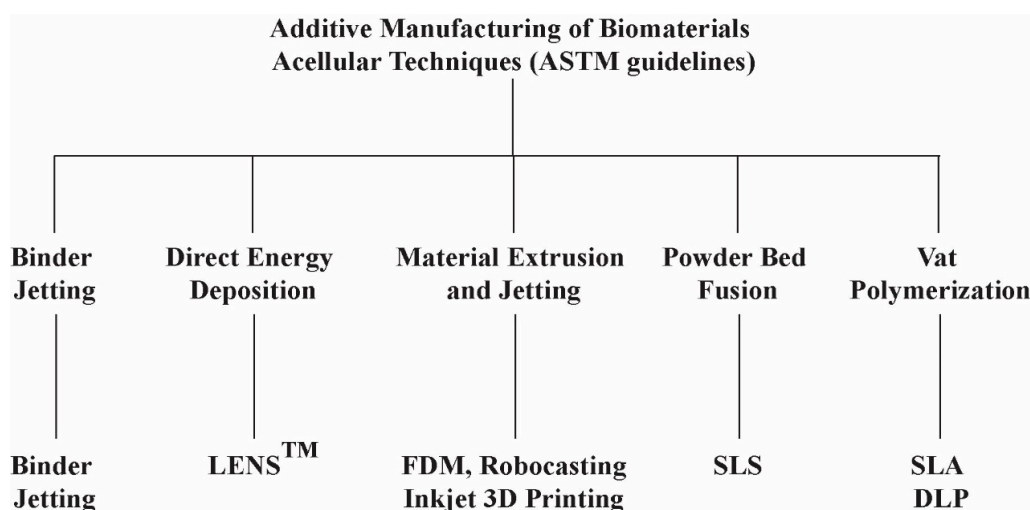 Additive Manufacturing of Biomaterials
Acellular Techniques (ASTM guidelines)
Binder
Jetting
Direct Energy
Deposition
Material Extrusion
and Jetting
Powder Bed
Fusion
Vat
Polymerization
Binder
Jetting
LENS™
FDM, Robocasting
Inkjet 3D Printing
SLS
SLA
DLP